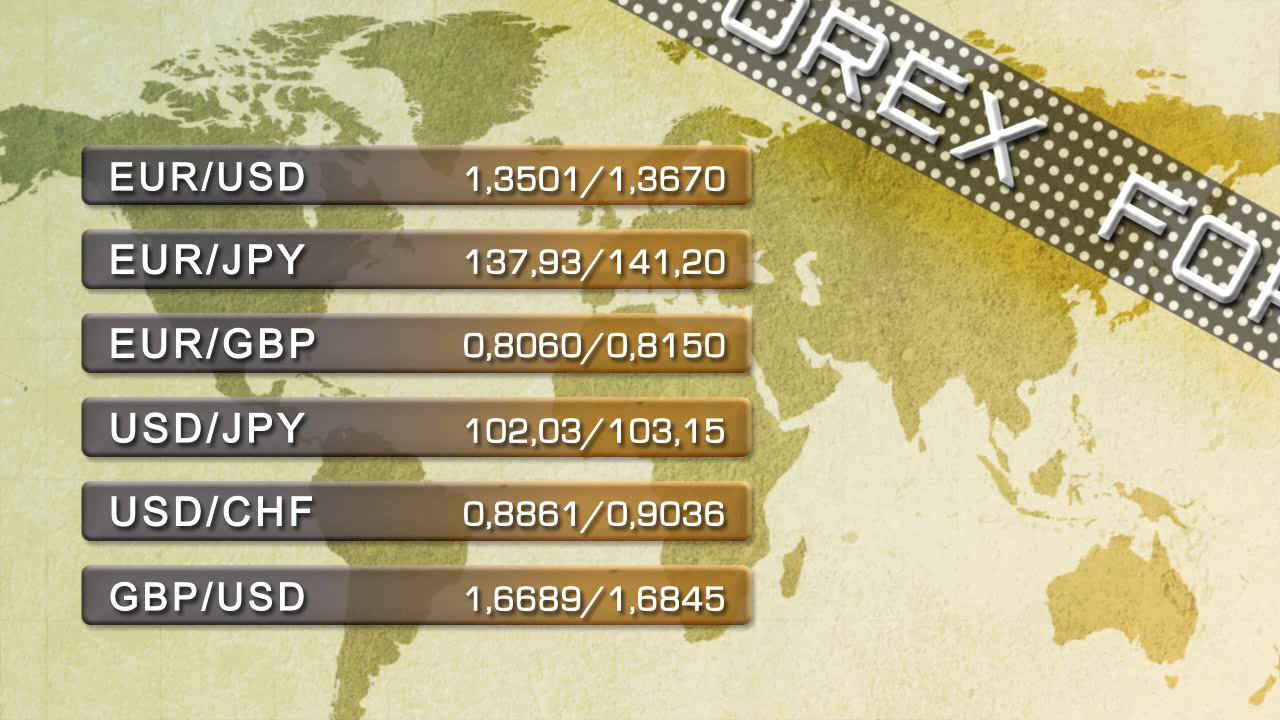 OREX FO
EUR/USD 1,3501/1,3670
EUR/JPY 137,93/141,20
EUR/GBP 0,8060/0,8150
USD/JPY 102,03/103,15
USD/CHF 0,8861/0,9036
GBP/USD 1,6689/1,6845